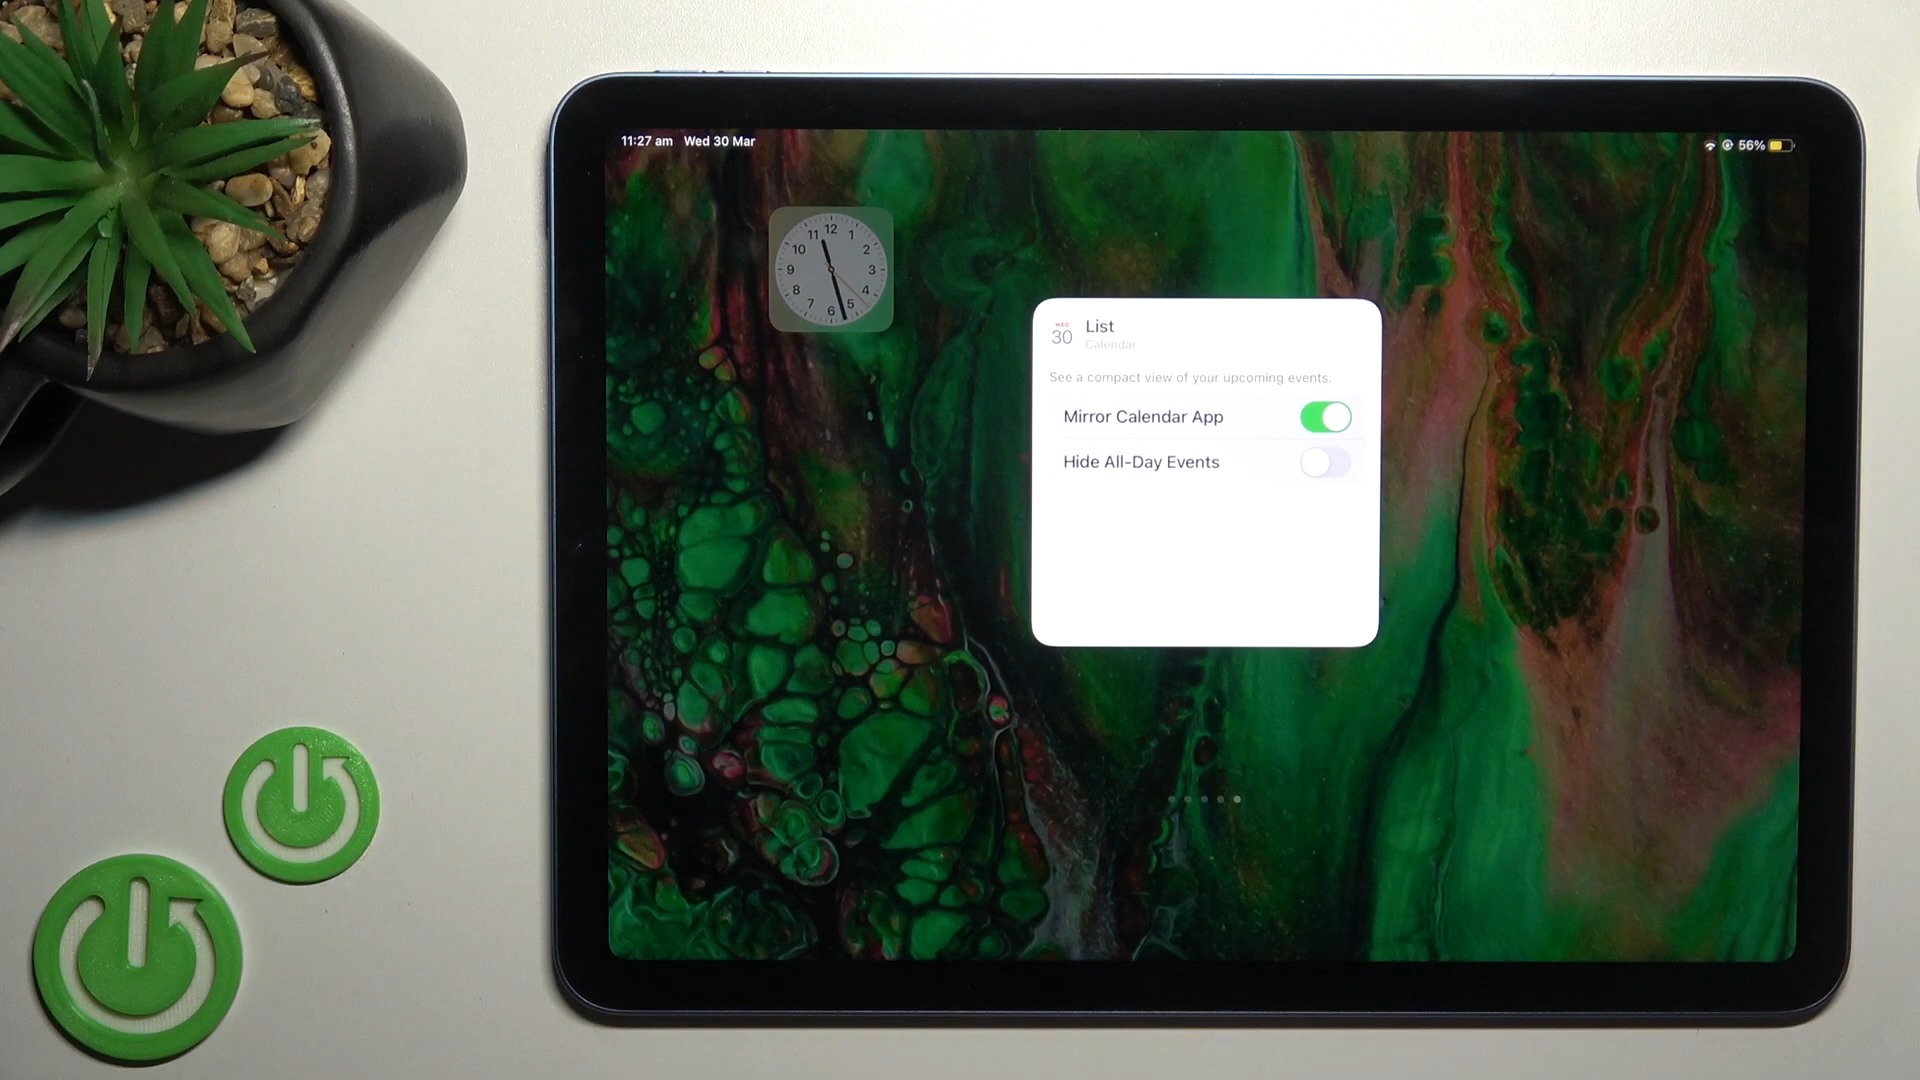 11:27 am Wed 30 Mar
56%
12
11 1
10 2
9 3
8 4
7 5
6
WED
30
List
Calendar
See a compact view of your upcoming events.
Mirror Calendar App
Hide All-Day Events